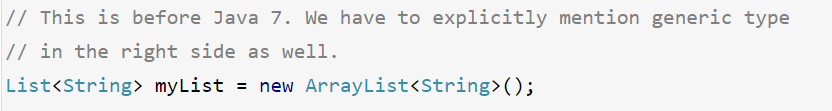 // This is before Java 7. We have to explicitly mention generic type
// in the right side as well.
List<String> myList = new ArrayList<String>();